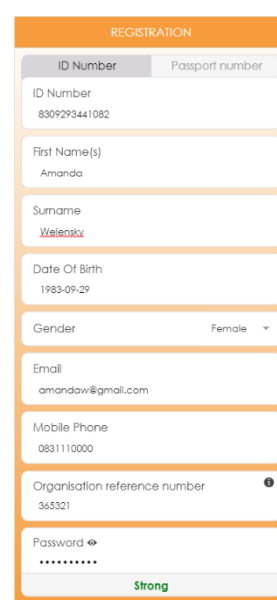 REGISTRATION
ID Number Passport number
ID Number
8309293441082
First Name(s)
Amanda
Surname
Welensky
Date Of Birth
1983-09-29
Gender Female
Email
amandaw@gmail.com
Mobile Phone
0831110000
Organisation reference number
365321
Password
••••••••••
Strong